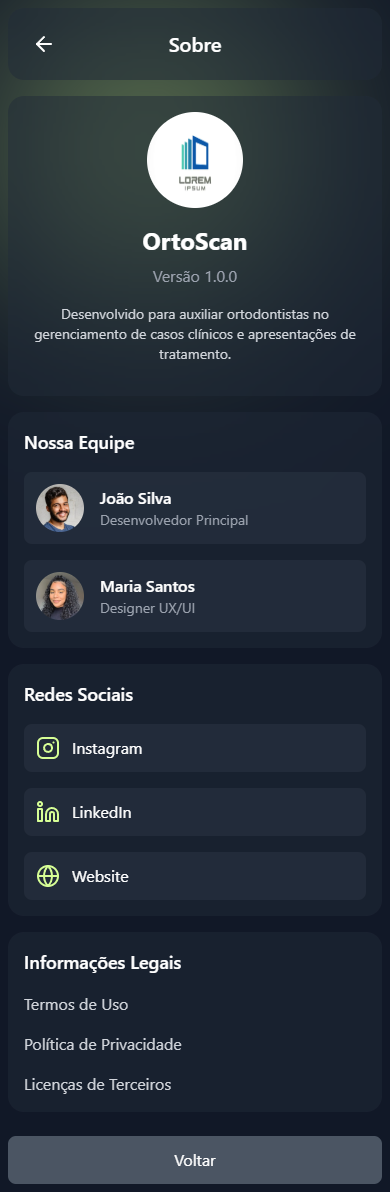 Sobre
LOREM
IPSUM
OrtoScan
Versão 1.0.0
Desenvolvido para auxiliar ortodontistas no
gerenciamento de casos clínicos e apresentações de
tratamento.
Nossa Equipe
João Silva
Desenvolvedor Principal
Maria Santos
Designer UX/UI
Redes Sociais
Instagram
LinkedIn
Website
Informações Legais
Termos de Uso
Política de Privacidade
Licenças de Terceiros
Voltar